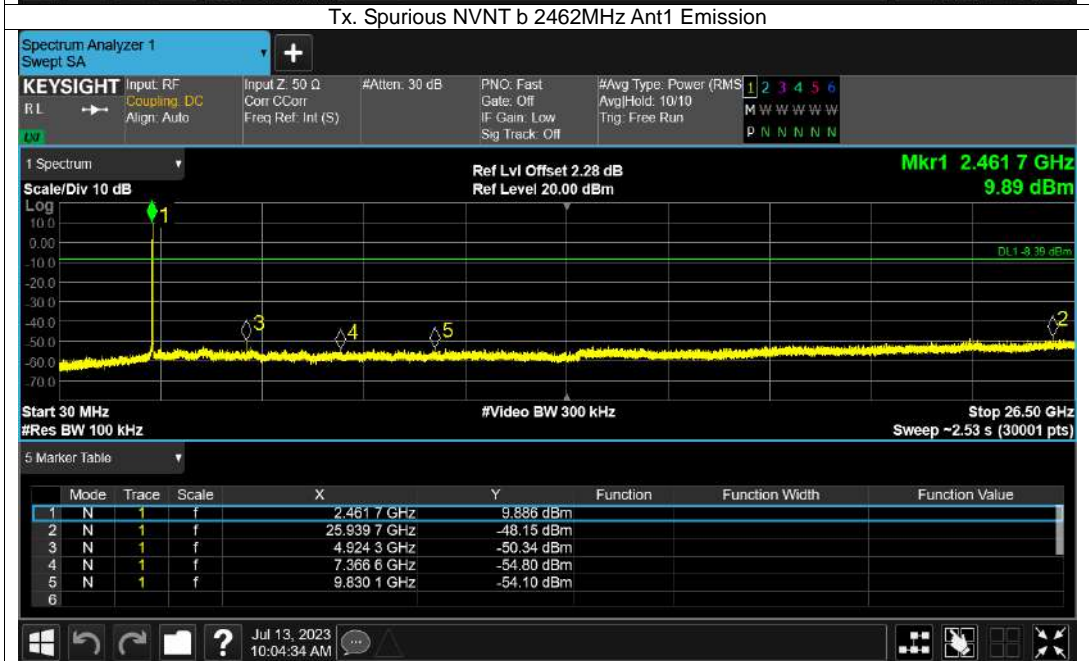 Tx. Spurious NVNT b 2462MHz Ant1 Emission
Spectrum Analyzer 1
Swept SA
+
KEYSIGHT Input: RF Input Z: 50 Ω #Atten: 30 dB PNO: Fast #Avg Type: Power (RMS 1 2 3 4 5 6
RL Coupling: DC Corr CCorr Gate: Off Avg|Hold: 10/10 M W W W W W
Align: Auto Freq Ref: Int (S) IF Gain: Low Trig: Free Run
LXI Sig Track: Off P N N N N N
1 Spectrum Ref Lvl Offset 2.28 dB Mkr1 2.461 7 GHz
Scale/Div 10 dB Ref Level 20.00 dBm 9.89 dBm
Log
10.0 1
0.00
DL1 -8.39 dBm
-10.0
-20.0
-30.0
-40.0 3 4 5 2
-50.0
-60.0
-70.0
Start 30 MHz #Video BW 300 kHz Stop 26.50 GHz
#Res BW 100 kHz Sweep ~2.53 s (30001 pts)
5 Marker Table
Mode Trace Scale X Y Function Function Width Function Value
1 N 1 f 2.461 7 GHz 9.886 dBm
2 N 1 f 25.939 7 GHz -48.15 dBm
3 N 1 f 4.924 3 GHz -50.34 dBm
4 N 1 f 7.366 6 GHz -54.80 dBm
5 N 1 f 9.830 1 GHz -54.10 dBm
6
? Jul 13, 2023
10:04:34 AM